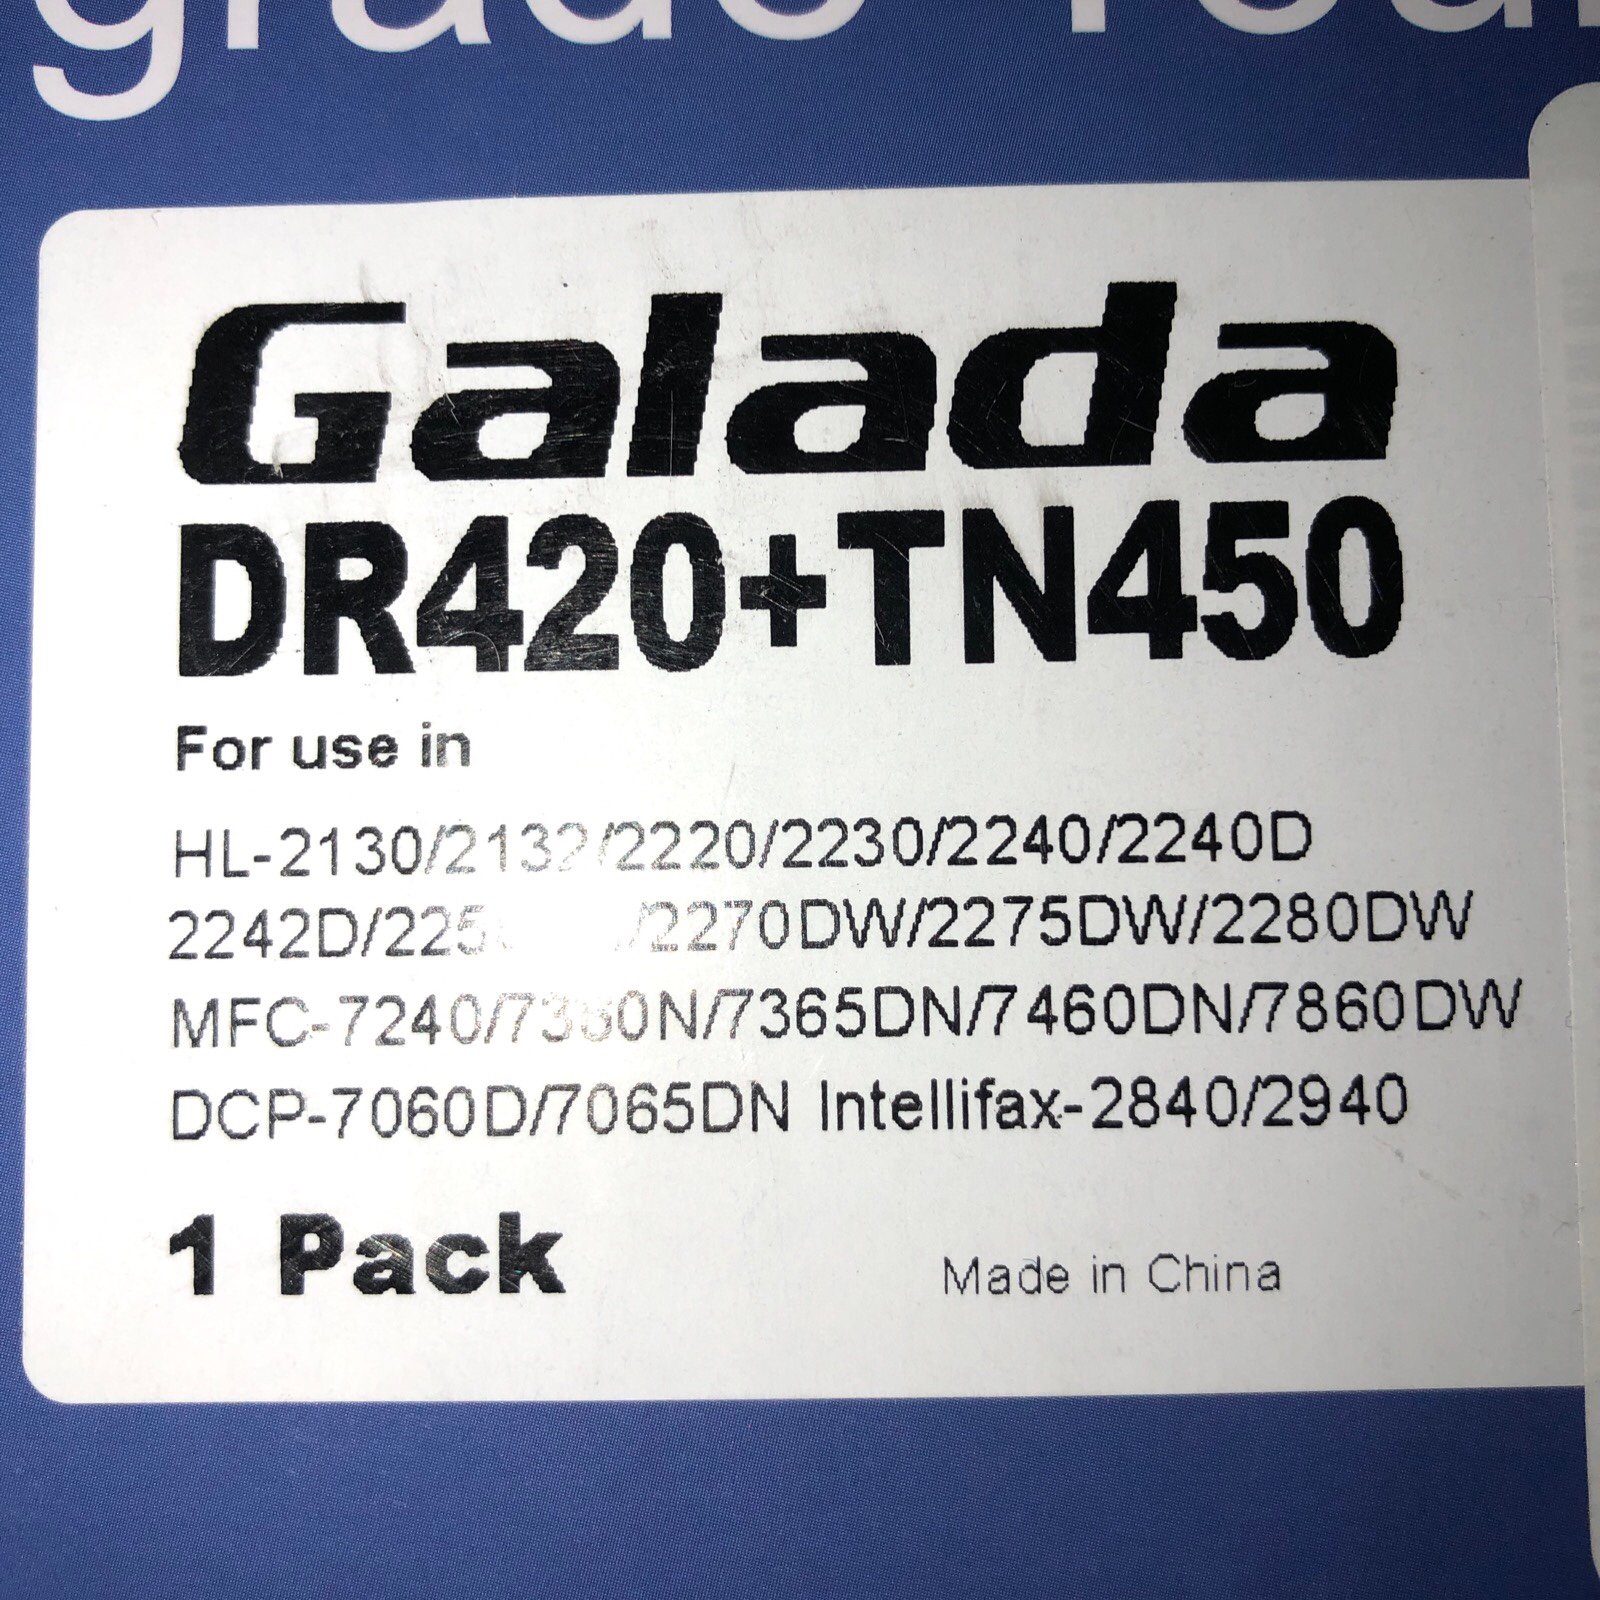 grade
Galada
DR420+TN450
For use in
HL-2130/2132/2220/2230/2240/2240D
2242D/ /2270DW/2275DW/2280DW
MFC-7240/7360N/7365DN/7460DN/7860DW
DCP-7060D/7065DN Intellifax-2840/2940
1 Pack
Made in China